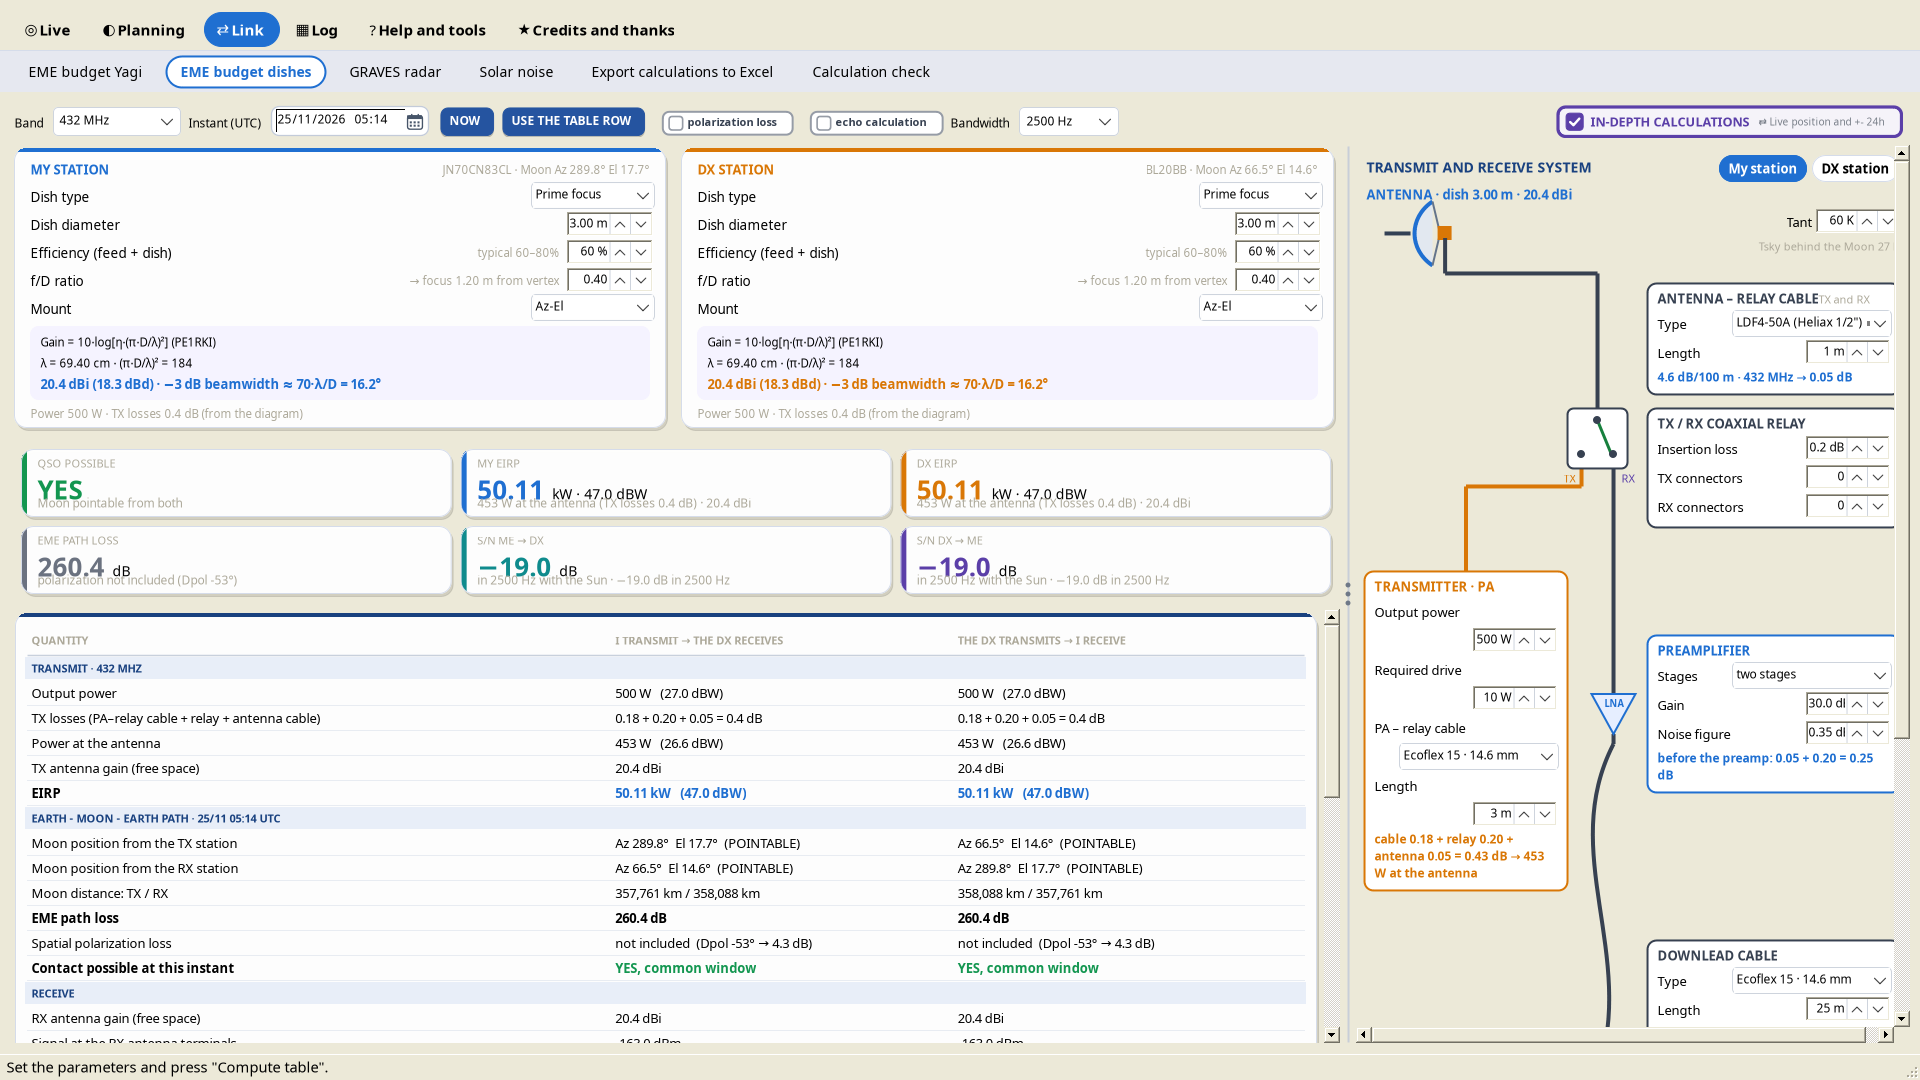 ◎ Live ◐ Planning ⇄ Link ▦ Log ? Help and tools ★ Credits and thanks
EME budget Yagi EME budget dishes GRAVES radar Solar noise Export calculations to Excel Calculation check
Band 432 MHz Instant (UTC) 25/11/2026 05:14 NOW USE THE TABLE ROW polarization loss echo calculation Bandwidth 2500 Hz IN-DEPTH CALCULATIONS ⇄ Live position and +- 24h
MY STATION JN70CN83CL · Moon Az 289.8° El 17.7°
Dish type Prime focus
Dish diameter 3.00 m
Efficiency (feed + dish) typical 60–80% 60 %
f/D ratio → focus 1.20 m from vertex 0.40
Mount Az-El
Gain = 10·log[η·(π·D/λ)²] (PE1RKI)
λ = 69.40 cm · (π·D/λ)² = 184
20.4 dBi (18.3 dBd) · −3 dB beamwidth ≈ 70·λ/D = 16.2°
Power 500 W · TX losses 0.4 dB (from the diagram)
DX STATION BL20BB · Moon Az 66.5° El 14.6°
Dish type Prime focus
Dish diameter 3.00 m
Efficiency (feed + dish) typical 60–80% 60 %
f/D ratio → focus 1.20 m from vertex 0.40
Mount Az-El
Gain = 10·log[η·(π·D/λ)²] (PE1RKI)
λ = 69.40 cm · (π·D/λ)² = 184
20.4 dBi (18.3 dBd) · −3 dB beamwidth ≈ 70·λ/D = 16.2°
Power 500 W · TX losses 0.4 dB (from the diagram)
QSO POSSIBLE
YES
Moon pointable from both
MY EIRP
50.11 kW · 47.0 dBW
453 W at the antenna (TX losses 0.4 dB) · 20.4 dBi
DX EIRP
50.11 kW · 47.0 dBW
453 W at the antenna (TX losses 0.4 dB) · 20.4 dBi
EME PATH LOSS
260.4 dB
polarization not included (Dpol -53°)
S/N ME → DX
−19.0 dB
in 2500 Hz with the Sun · −19.0 dB in 2500 Hz
S/N DX → ME
−19.0 dB
in 2500 Hz with the Sun · −19.0 dB in 2500 Hz
QUANTITY I TRANSMIT → THE DX RECEIVES THE DX TRANSMITS → I RECEIVE
TRANSMIT · 432 MHZ
Output power 500 W (27.0 dBW) 500 W (27.0 dBW)
TX losses (PA–relay cable + relay + antenna cable) 0.18 + 0.20 + 0.05 = 0.4 dB 0.18 + 0.20 + 0.05 = 0.4 dB
Power at the antenna 453 W (26.6 dBW) 453 W (26.6 dBW)
TX antenna gain (free space) 20.4 dBi 20.4 dBi
EIRP 50.11 kW (47.0 dBW) 50.11 kW (47.0 dBW)
EARTH - MOON - EARTH PATH · 25/11 05:14 UTC
Moon position from the TX station Az 289.8° El 17.7° (POINTABLE) Az 66.5° El 14.6° (POINTABLE)
Moon position from the RX station Az 66.5° El 14.6° (POINTABLE) Az 289.8° El 17.7° (POINTABLE)
Moon distance: TX / RX 357,761 km / 358,088 km 358,088 km / 357,761 km
EME path loss 260.4 dB 260.4 dB
Spatial polarization loss not included (Dpol -53° → 4.3 dB) not included (Dpol -53° → 4.3 dB)
Contact possible at this instant YES, common window YES, common window
RECEIVE
RX antenna gain (free space) 20.4 dBi 20.4 dBi
Signal at the RX antenna terminals -163.0 dBm -163.0 dBm
TRANSMIT AND RECEIVE SYSTEM My station DX station
ANTENNA · dish 3.00 m · 20.4 dBi
Tant 60 K
Tsky behind the Moon 27
ANTENNA – RELAY CABLE TX and RX
Type LDF4-50A (Heliax 1/2")
Length 1 m
4.6 dB/100 m · 432 MHz → 0.05 dB
TX / RX COAXIAL RELAY
Insertion loss 0.2 dB
TX connectors 0
RX connectors 0
TX RX
TRANSMITTER · PA
Output power
500 W
Required drive
10 W
PA – relay cable
Ecoflex 15 · 14.6 mm
Length
3 m
cable 0.18 + relay 0.20 +
antenna 0.05 = 0.43 dB → 453
W at the antenna
LNA
PREAMPLIFIER
Stages two stages
Gain 30.0 dI
Noise figure 0.35 dI
before the preamp: 0.05 + 0.20 = 0.25
dB
DOWNLEAD CABLE
Type Ecoflex 15 · 14.6 mm
Length 25 m
Set the parameters and press "Compute table".